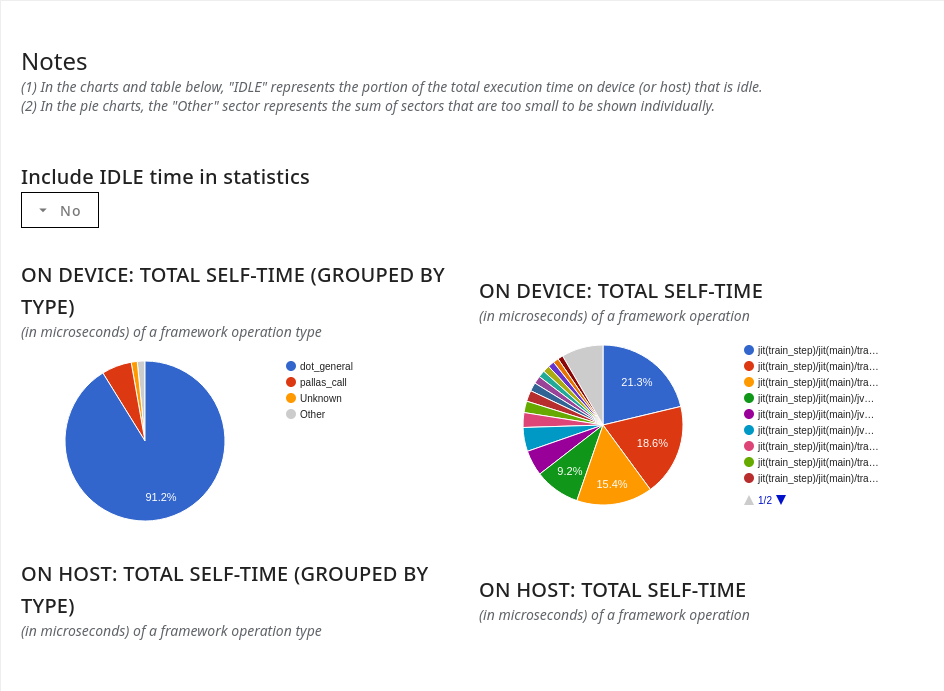 Notes
(1) In the charts and table below, "IDLE" represents the portion of the total execution time on device (or host) that is idle.
(2) In the pie charts, the "Other" sector represents the sum of sectors that are too small to be shown individually.
Include IDLE time in statistics
No
ON DEVICE: TOTAL SELF-TIME (GROUPED BY
TYPE)
(in microseconds) of a framework operation type
dot_general
pallas_call
Unknown
Other
91.2%
ON DEVICE: TOTAL SELF-TIME
(in microseconds) of a framework operation
21.3%
18.6%
15.4%
9.2%
jit(train_step)/jit(main)/tra…
jit(train_step)/jit(main)/tra…
jit(train_step)/jit(main)/tra…
jit(train_step)/jit(main)/jv…
jit(train_step)/jit(main)/jv…
jit(train_step)/jit(main)/jv…
jit(train_step)/jit(main)/tra…
jit(train_step)/jit(main)/tra…
jit(train_step)/jit(main)/tra…
1/2
ON HOST: TOTAL SELF-TIME (GROUPED BY
TYPE)
(in microseconds) of a framework operation type
ON HOST: TOTAL SELF-TIME
(in microseconds) of a framework operation